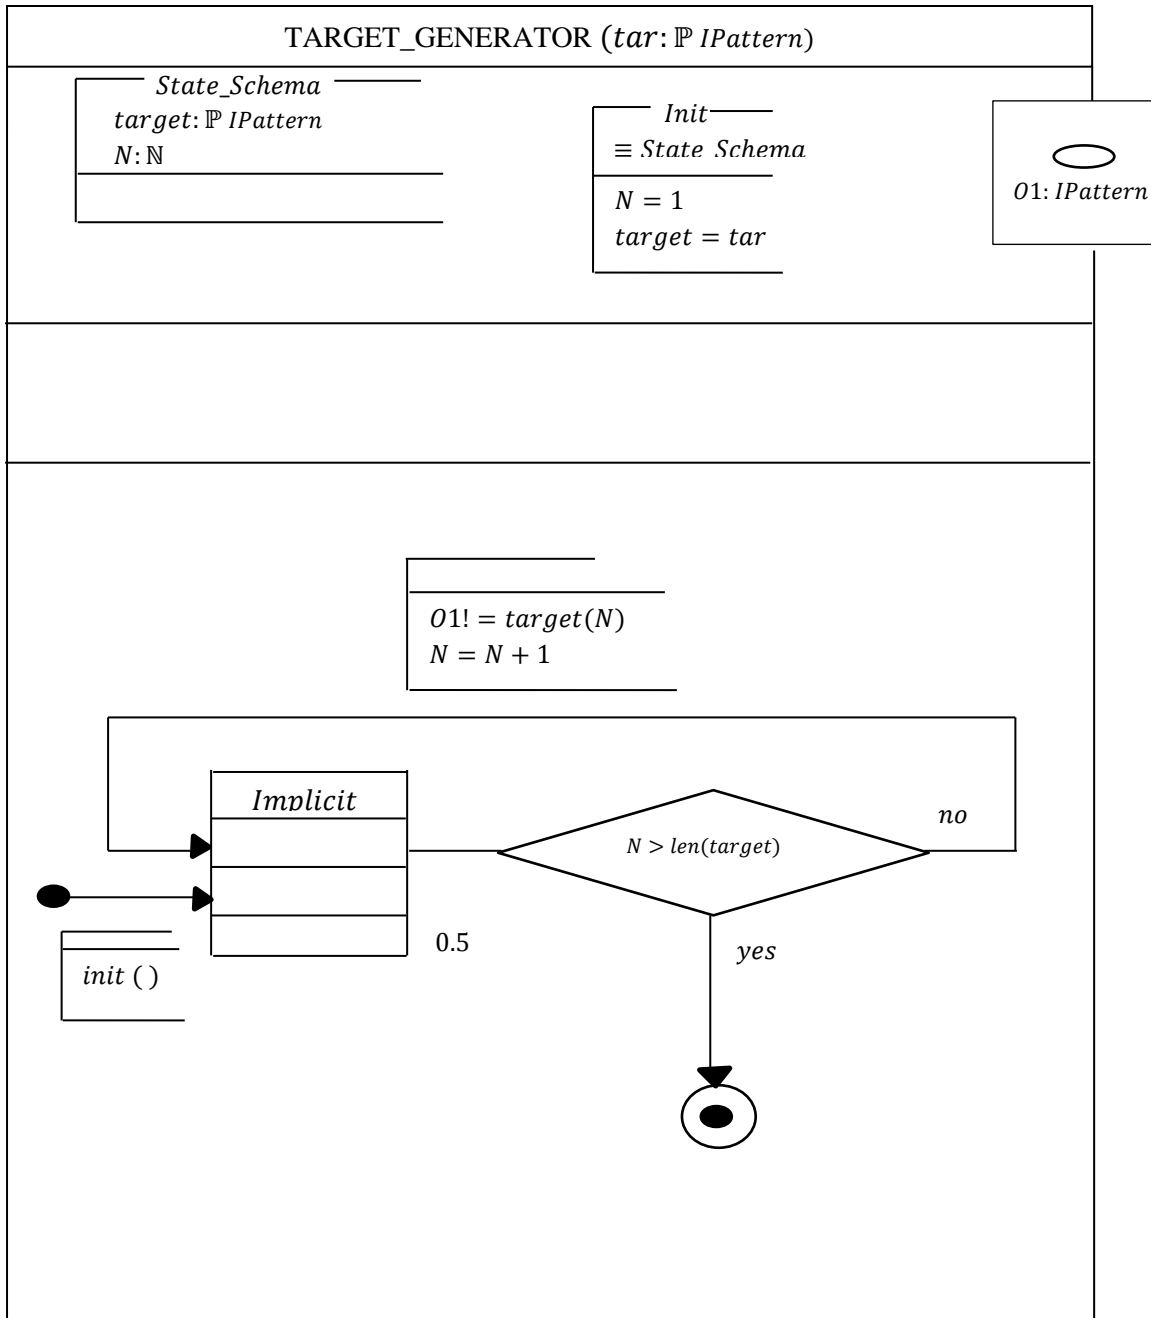 TARGET_GENERATOR (tar: ℙ IPattern)
State_Schema
target: ℙ IPattern
N: ℕ
Init
≡ State_Schema
N = 1
target = tar
O1: IPattern
O1! = target(N)
N = N + 1
Implicit
N > len(target)
no
0.5
yes
init ( )